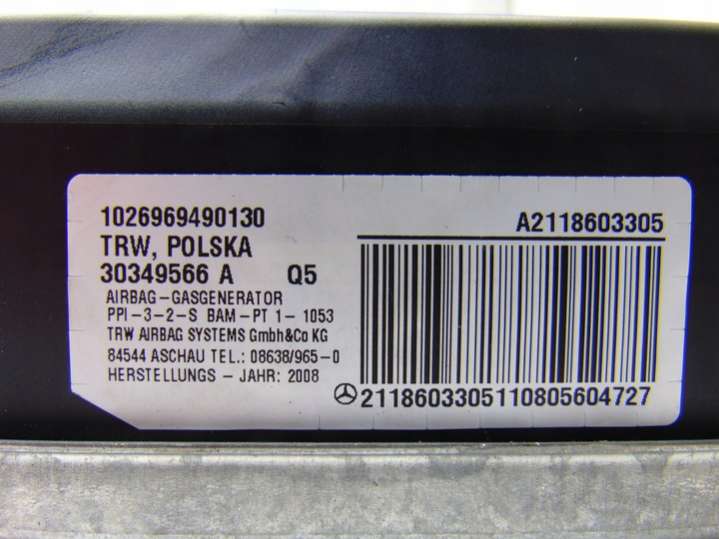 1026969490130
TRW, POLSKA
30349566 A Q5
AIRBAG-GASGENERATOR
PPI-3-2-S BAM-PT 1- 1053
TRW AIRBAG SYSTEMS GmbH&Co KG
84544 ASCHAU TEL.: 08638/965-0
HERSTELLUNGS - JAHR: 2008
A2118603305
2118603305110805604727